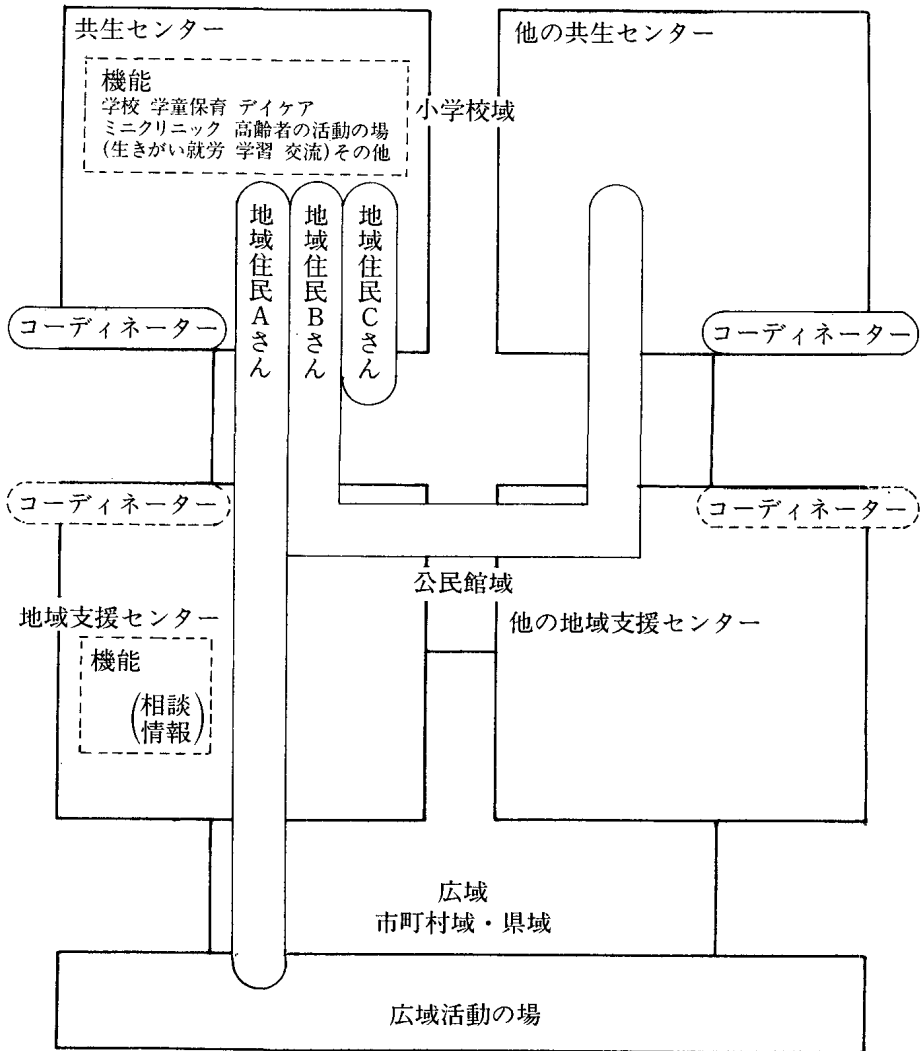 共生センター
機能
学校 学童保育 デイケア
ミニクリニック 高齢者の活動の場
(生きがい就労 学習 交流)その他
他の共生センター
小学校域
地域住民Aさん
地域住民Bさん
地域住民Cさん
コーディネーター
コーディネーター
コーディネーター
コーディネーター
公民館域
地域支援センター
機能
(相談
情報)
他の地域支援センター
広域
市町村域・県域
広域活動の場